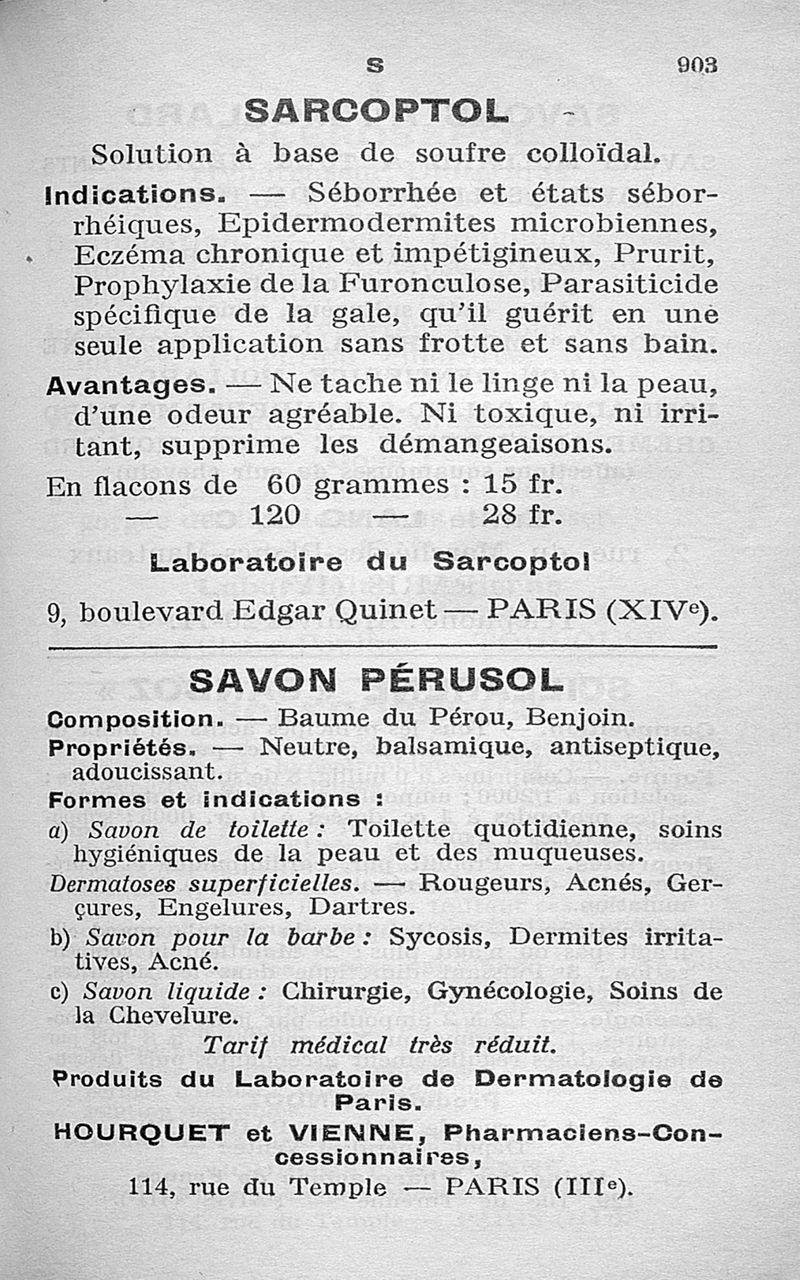 S 903
SARCOPTOL
Solution à base de soufre colloïdal.
Indications. — Séborrhée et états sébor-
rhéiques, Epidermodermites microbiennes,
Eczéma chronique et impétigineux, Prurit,
Prophylaxie de la Furonculose, Parasiticide
spécifique de la gale, qu'il guérit en une
seule application sans frotte et sans bain.
Avantages. — Ne tache ni le linge ni la peau,
d'une odeur agréable. Ni toxique, ni irri-
tant, supprime les démangeaisons.
En flacons de 60 grammes : 15 fr.
— 120 — 28 fr.
Laboratoire du Sarcoptol
9, boulevard Edgar Quinet — PARIS (XIVe).
SAVON PÉRUSOL
Composition. — Baume du Pérou, Benjoin.
Propriétés. — Neutre, balsamique, antiseptique,
adoucissant.
Formes et indications :
a) Savon de toilette : Toilette quotidienne, soins
hygiéniques de la peau et des muqueuses.
Dermatoses superficielles. — Rougeurs, Acnés, Ger-
çures, Engelures, Dartres.
b) Savon pour la barbe : Sycosis, Dermites irrita-
tives, Acné.
c) Savon liquide : Chirurgie, Gynécologie, Soins de
la Chevelure.
Tarif médical très réduit.
Produits du Laboratoire de Dermatologie de
Paris.
HOURQUET et VIENNE, Pharmaciens-Con-
cessionnaires,
114, rue du Temple — PARIS (IIIe).